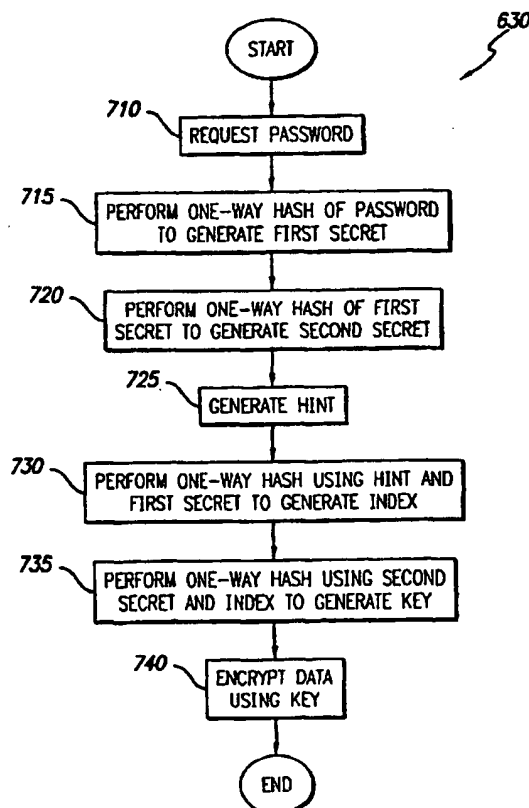 630
START
710
REQUEST PASSWORD
715
PERFORM ONE-WAY HASH OF PASSWORD
TO GENERATE FIRST SECRET
720
PERFORM ONE-WAY HASH OF FIRST
SECRET TO GENERATE SECOND SECRET
725
GENERATE HINT
730
PERFORM ONE-WAY HASH USING HINT AND
FIRST SECRET TO GENERATE INDEX
735
PERFORM ONE-WAY HASH USING SECOND
SECRET AND INDEX TO GENERATE KEY
740
ENCRYPT DATA
USING KEY
END